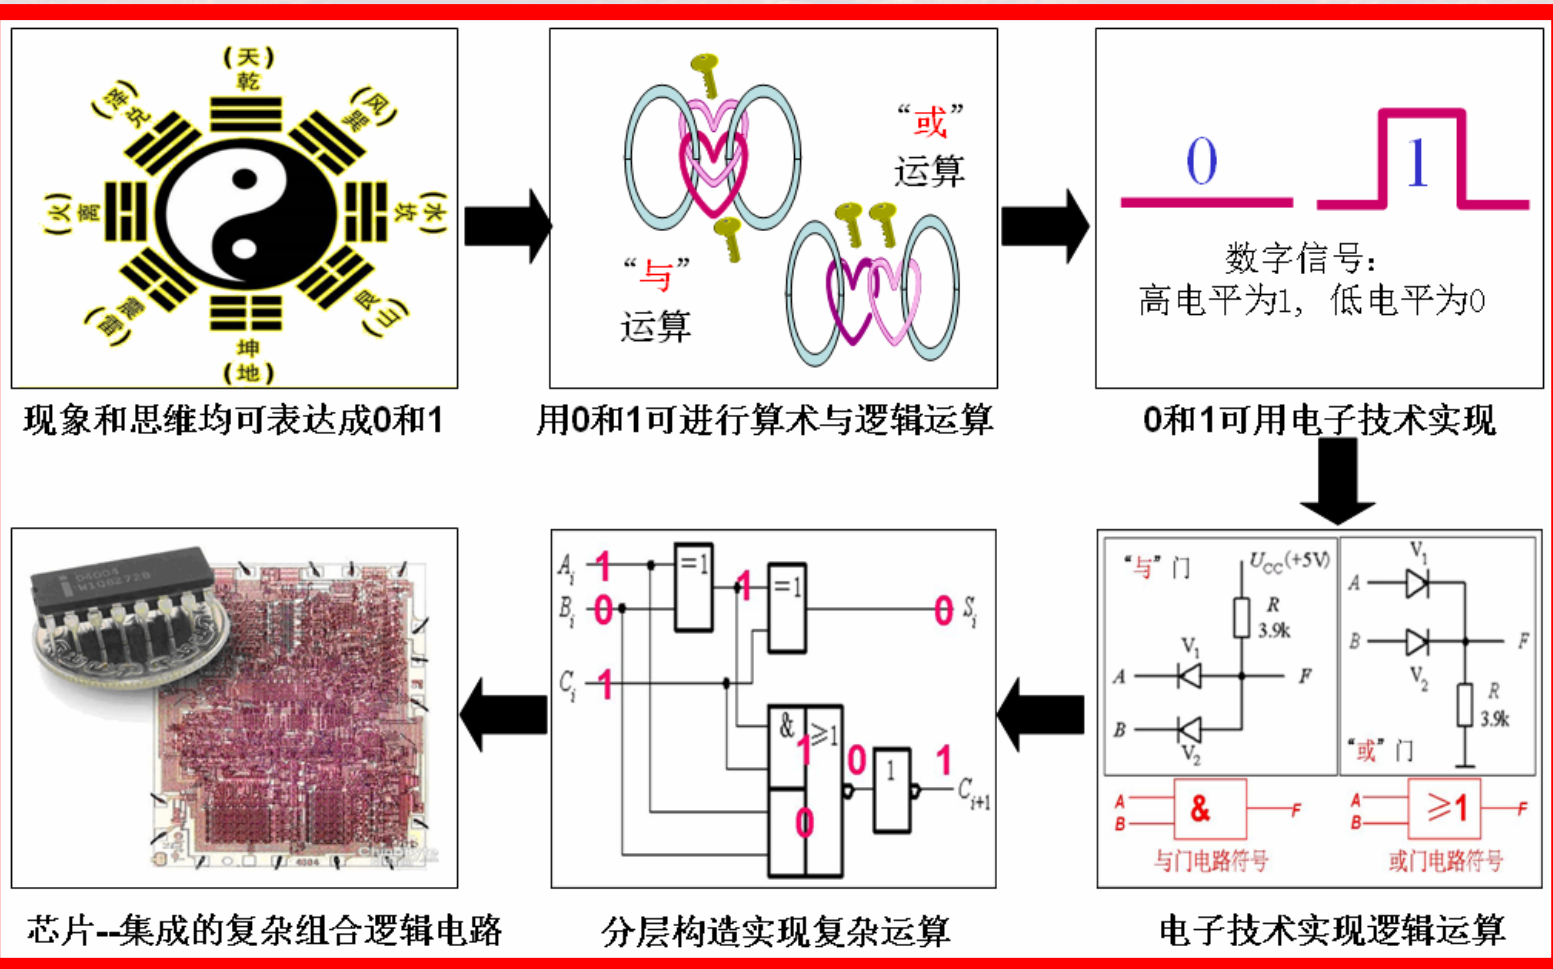 (天)
乾
(泽)
兑
(风)
巽
(火)
离
(水)
坎
(雷)
震
(山)
艮
坤
(地)
现象和思维均可表达成0和1
“或”
运算
“与”
运算
用0和1可进行算术与逻辑运算
0
1
数字信号:
高电平为1, 低电平为0
0和1可用电子技术实现
“与” 门
UCC(+5V)
R
3.9k
V1
A
F
B
V2
V1
A
B
F
V2
R
3.9k
“或” 门
A
B
&
F
与门电路符号
A
B
≥1
F
或门电路符号
电子技术实现逻辑运算
Ai 1
=1
1
=1
Bi 0
0 Si
Ci 1
&
≥1
1
0
1
1
Ci+1
0
分层构造实现复杂运算
i
D4004
4004
芯片--集成的复杂组合逻辑电路